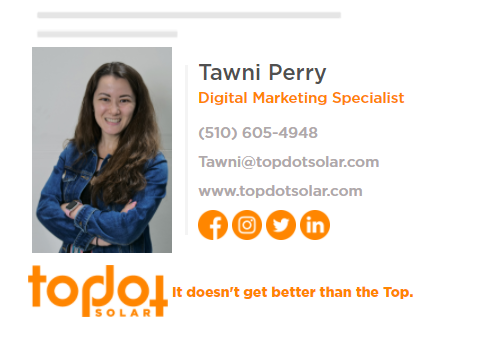 Tawni Perry
Digital Marketing Specialist
(510) 605-4948
Tawni@topdotsolar.com
www.topdotsolar.com
topdot
SOLAR
It doesn't get better than the Top.